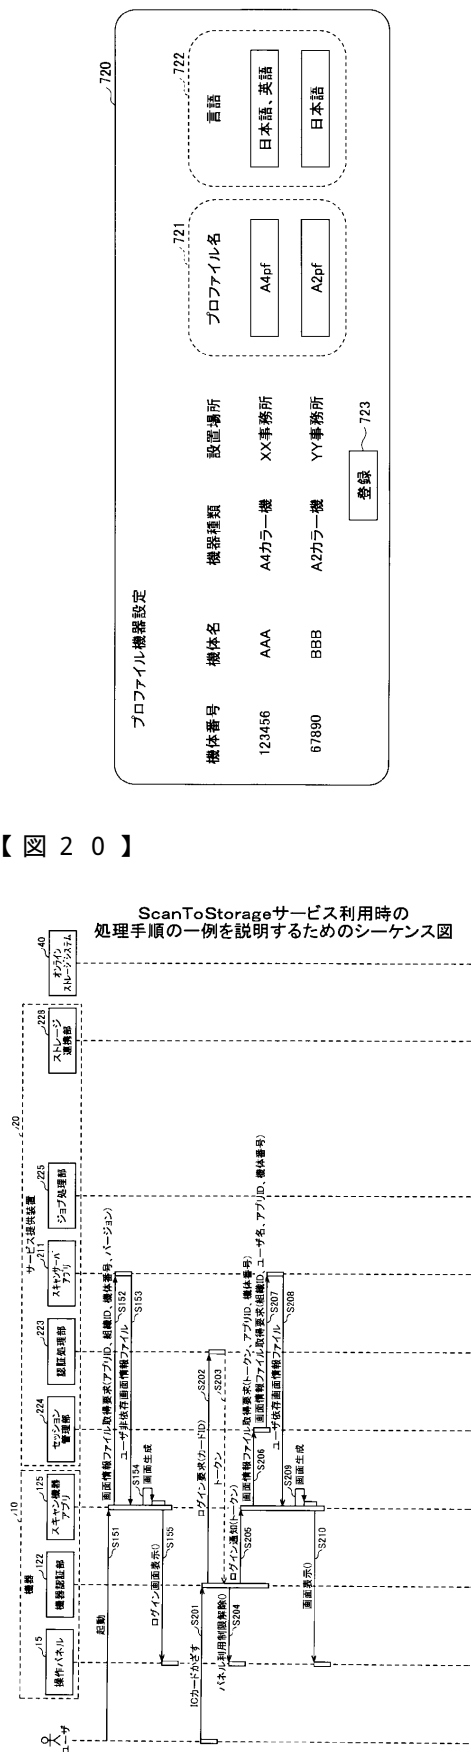 720
プロファイル機器設定
機体番号 機体名 機器種類 設置場所 プロファイル名 721 言語 722
123456 AAA A4カラー機 XX事務所 A4pf 日本語、英語
67890 BBB A2カラー機 YY事務所 A2pf 日本語
登録 723
【図２０】
ScanToStorageサービス利用時の
処理手順の一例を説明するためのシーケンス図
機器 10
サービス提供装置 20
ユーザ
操作パネル 15
機器認証部 122
スキャン機器
アプリ 125
セッション
管理部 224
認証処理部 223
スキャンサーバ
アプリ 211
ジョブ処理部 225
ストレージ
連携部 228
オンライン
ストレージシステム 40
起動 S151
画面情報ファイル取得要求(アプリID、組織ID、機体番号、バージョン)
S152
ユーザ非依存画面情報ファイル S153
S154
画面生成
ログイン画面表示() S155
ICカードかざす S201
ログイン要求(カードID) S202
トークン S203
パネル利用制限解除() S204
ログイン通知(トークン)
S205
画面情報ファイル取得要求(トークン、アプリID、機体番号)
S206
画面情報ファイル取得要求(組織ID、ユーザ名、アプリID、機体番号)
S207
ユーザ依存画面情報ファイル S208
S209
画面生成
画面表示() S210